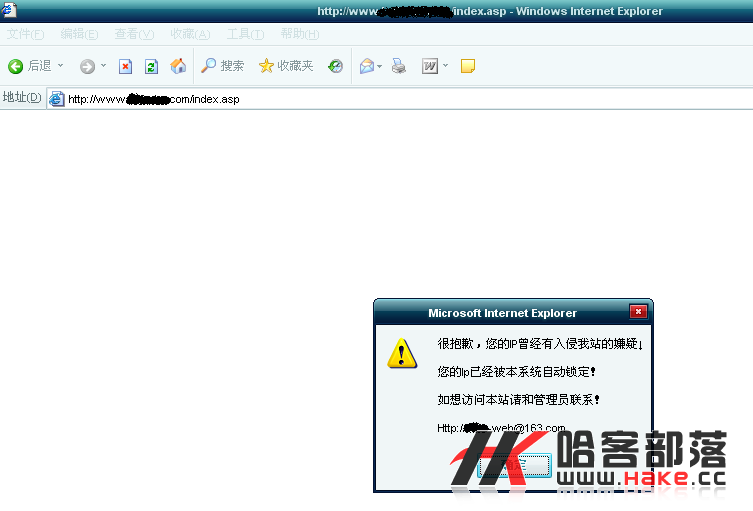 http://www. /index.asp - Windows Internet Explorer
文件(F) 编辑(E) 查看(V) 收藏(A) 工具(T) 帮助(H)
后退 搜索 收藏夹
地址(D) http://www. .com/index.asp
Microsoft Internet Explorer
很抱歉，您的IP曾经有入侵我站的嫌疑！
您的Ip已经被本系统自动锁定！
如想访问本站请和管理员联系！
Http:// -web@163.com
确定
哈客部落
www.Hake.cc